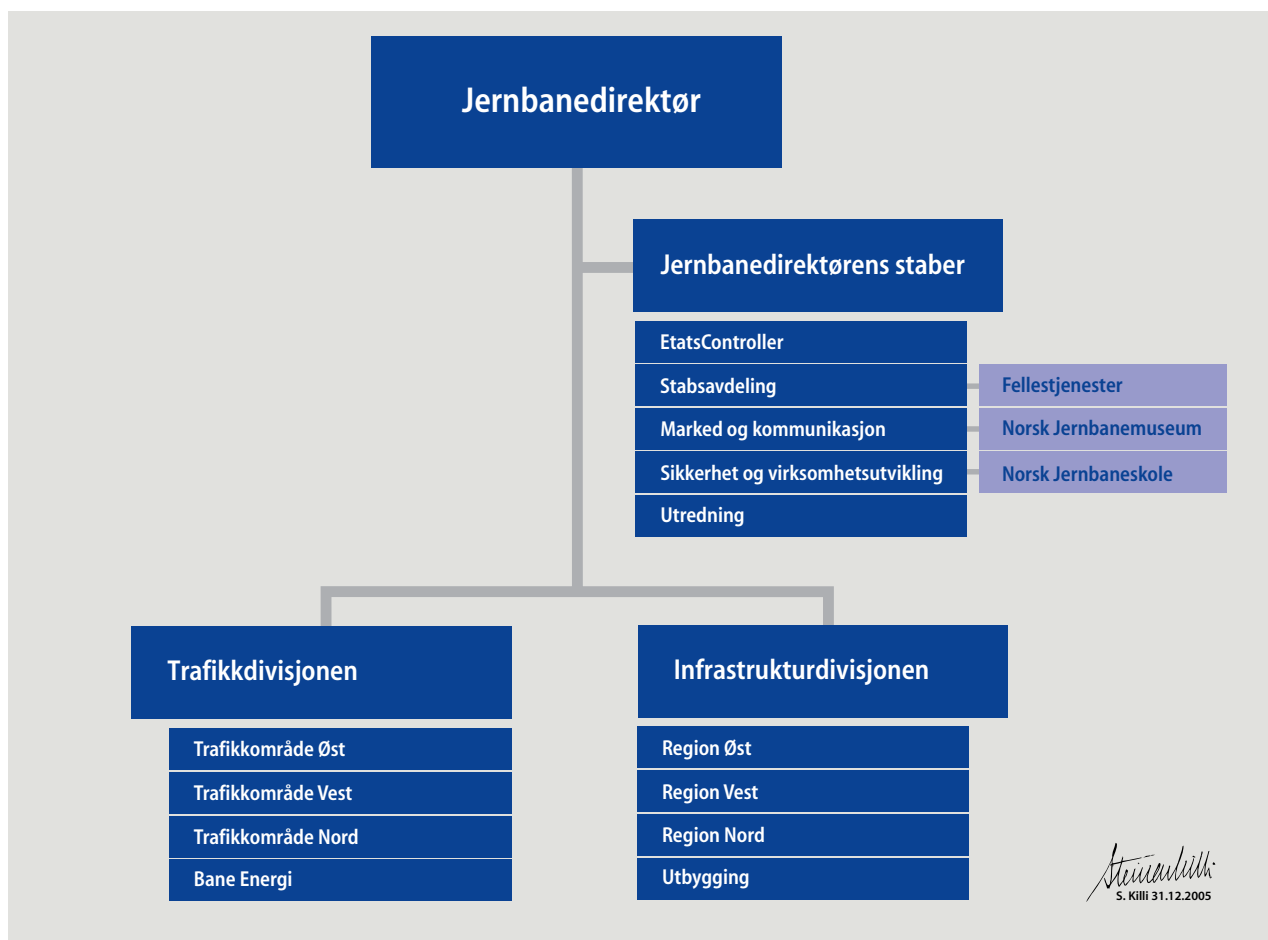 Jernbanedirektør
Jernbanedirektørens staber
EtatsController
Stabsavdeling
Fellestjenester
Marked og kommunikasjon
Norsk Jernbanemuseum
Sikkerhet og virksomhetsutvikling
Norsk Jernbaneskole
Utredning
Trafikkdivisjonen
Trafikkområde Øst
Trafikkområde Vest
Trafikkområde Nord
Bane Energi
Infrastrukturdivisjonen
Region Øst
Region Vest
Region Nord
Utbygging
Steinar Killi
S. Killi 31.12.2005